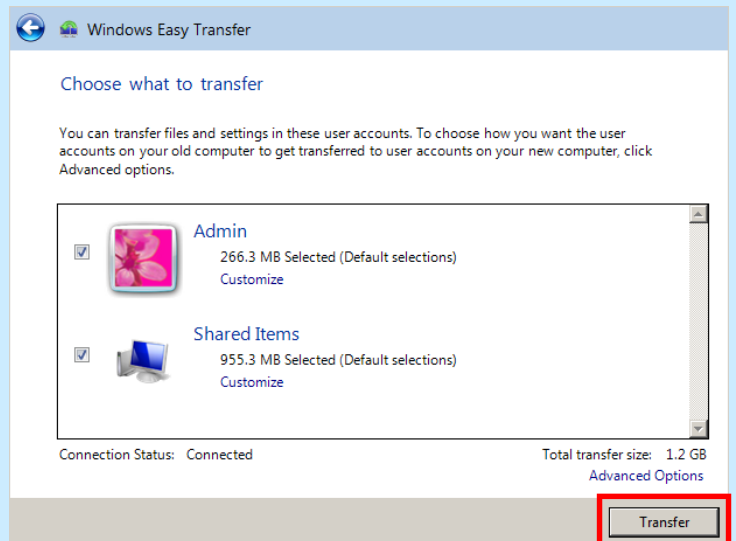 Windows Easy Transfer
Choose what to transfer
You can transfer files and settings in these user accounts. To choose how you want the user
accounts on your old computer to get transferred to user accounts on your new computer, click
Advanced options.
Admin
266.3 MB Selected (Default selections)
Customize
Shared Items
955.3 MB Selected (Default selections)
Customize
Connection Status: Connected
Total transfer size: 1.2 GB
Advanced Options
Transfer